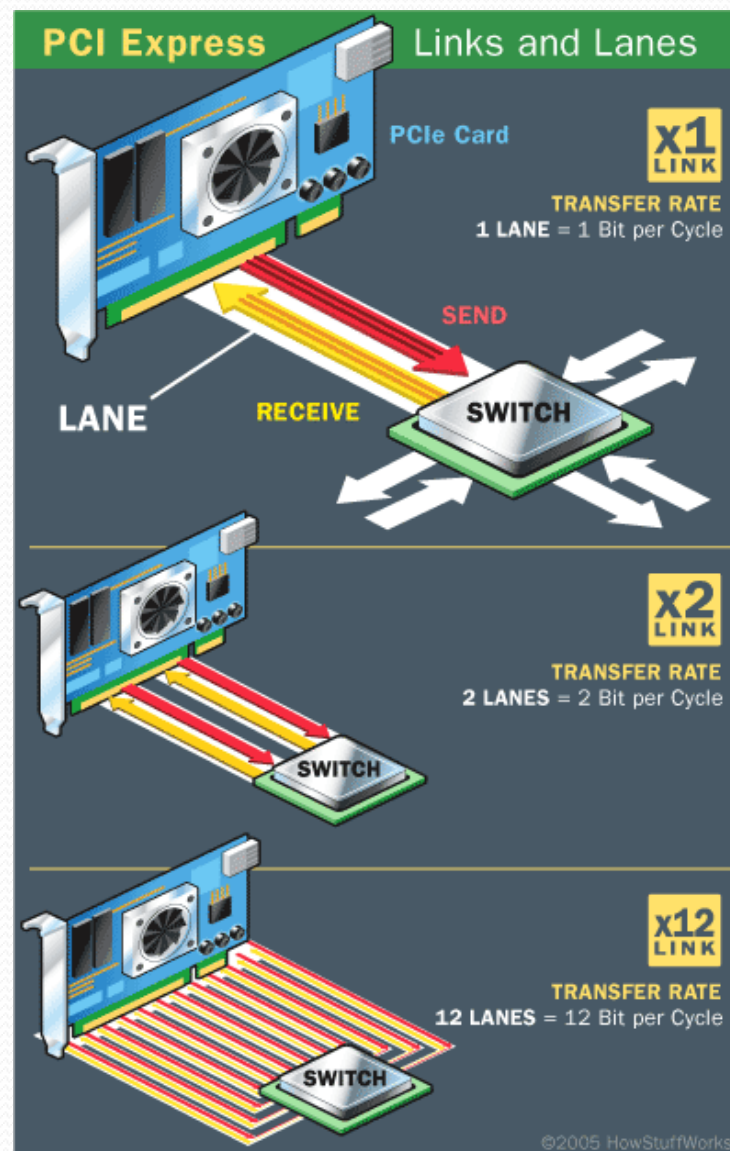 PCI Express Links and Lanes
PCIe Card
x1
LINK
TRANSFER RATE
1 LANE = 1 Bit per Cycle
SEND
LANE
RECEIVE
SWITCH
x2
LINK
TRANSFER RATE
2 LANES = 2 Bit per Cycle
SWITCH
x12
LINK
TRANSFER RATE
12 LANES = 12 Bit per Cycle
SWITCH
©2005 HowStuffWorks